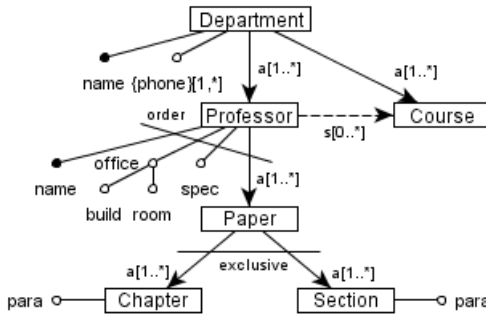 Department
name {phone}[1,*] a[1..*] a[1..*]
order Professor Course
s[0..*]
office
name spec a[1..*]
build room
Paper
exclusive
a[1..*] a[1..*]
para Chapter Section para